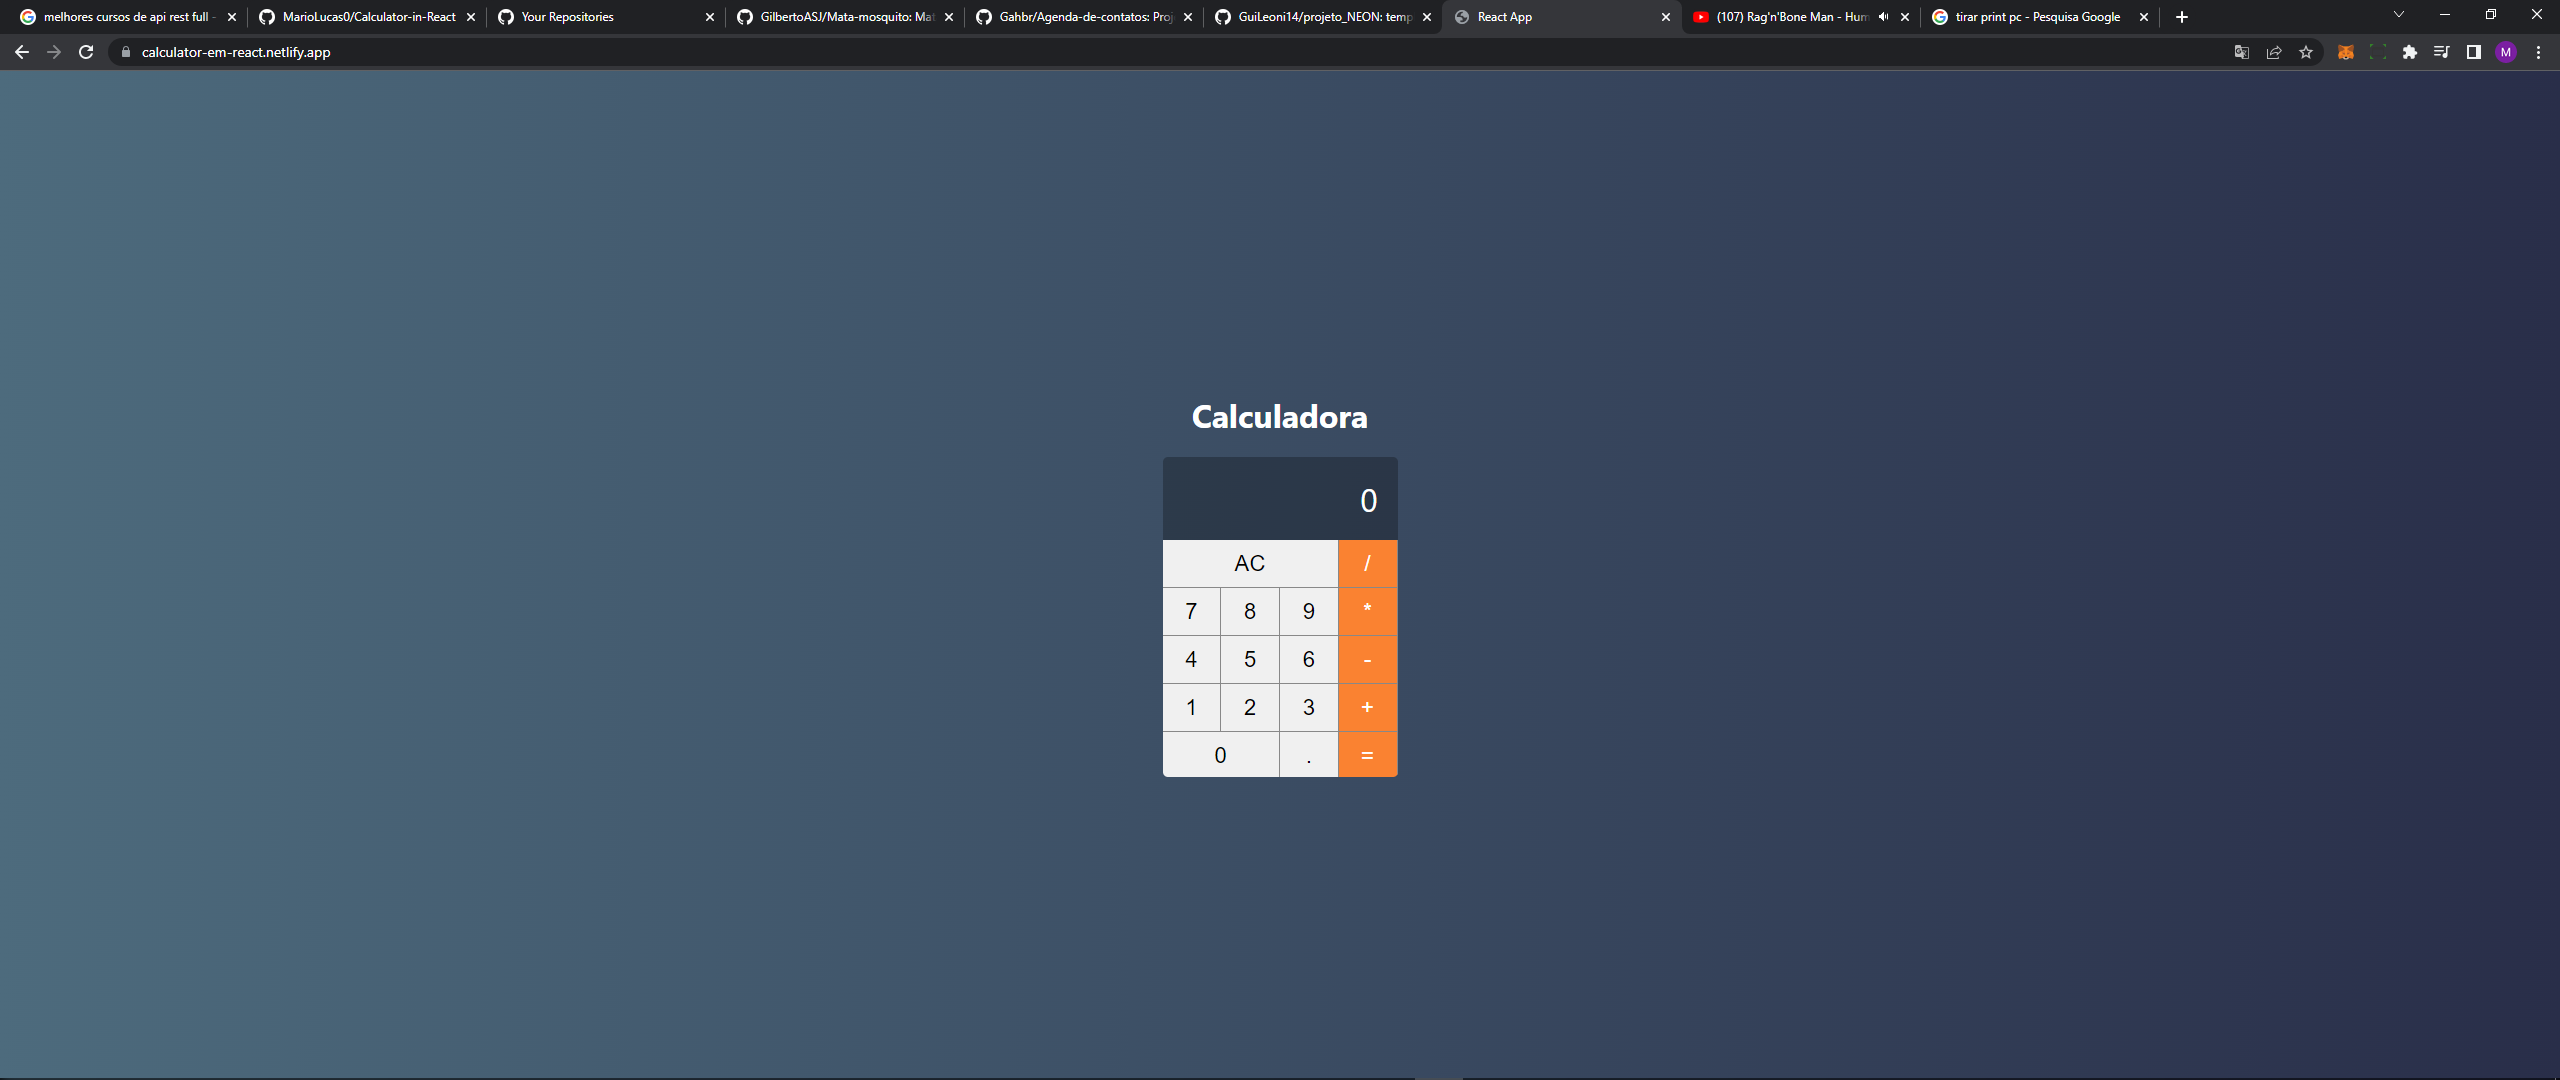 melhores cursos de api rest full -
MarioLucas0/Calculator-in-React
Your Repositories
GilbertoASJ/Mata-mosquito: Mat
Gahbr/Agenda-de-contatos: Proj
GuiLeoni14/projeto_NEON: temp
React App
(107) Rag'n'Bone Man - Hum
tirar print pc - Pesquisa Google
calculator-em-react.netlify.app
M
Calculadora
0
AC /
7 8 9 *
4 5 6 -
1 2 3 +
0 . =